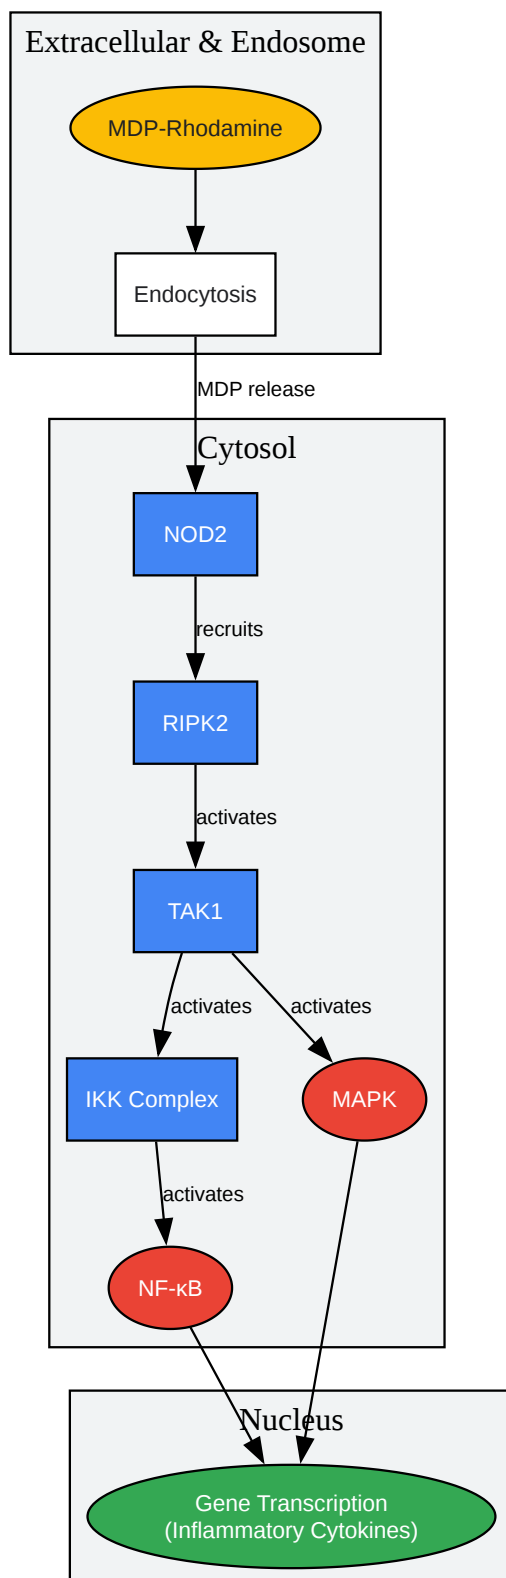 Extracellular & Endosome
MDP-Rhodamine
Endocytosis
MDP release
Cytosol
NOD2
recruits
RIPK2
activates
TAK1
activates
activates
IKK Complex
MAPK
activates
NF-κB
Nucleus
Gene Transcription
(Inflammatory Cytokines)